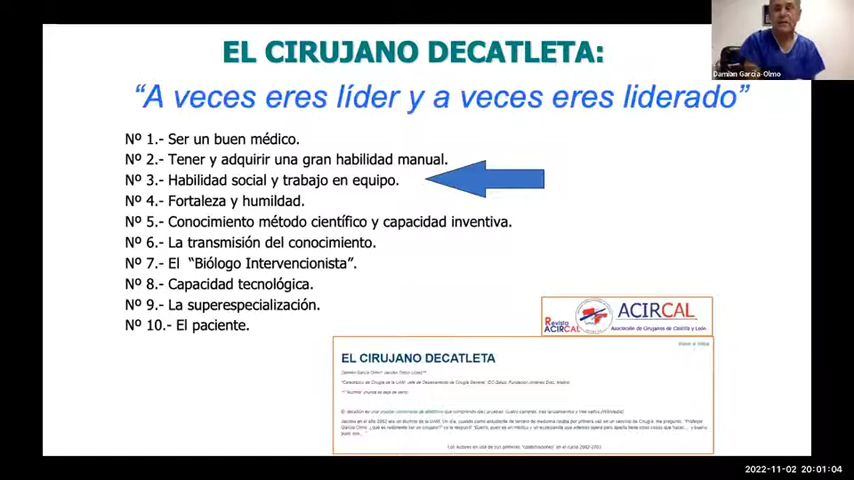 EL CIRUJANO DECATLETA:
“A veces eres líder y a veces eres liderado”
Nº 1.- Ser un buen médico.
Nº 2.- Tener y adquirir una gran habilidad manual.
Nº 3.- Habilidad social y trabajo en equipo.
Nº 4.- Fortaleza y humildad.
Nº 5.- Conocimiento método científico y capacidad inventiva.
Nº 6.- La transmisión del conocimiento.
Nº 7.- El “Biólogo Intervencionista”.
Nº 8.- Capacidad tecnológica.
Nº 9.- La superespecialización.
Nº 10.- El paciente.
Damian Garcia-Olmo
Revista
ACIRCAL
ACIRCAL
Asociación de Cirujanos de Castilla y León
EL CIRUJANO DECATLETA
2022-11-02 20:01:04